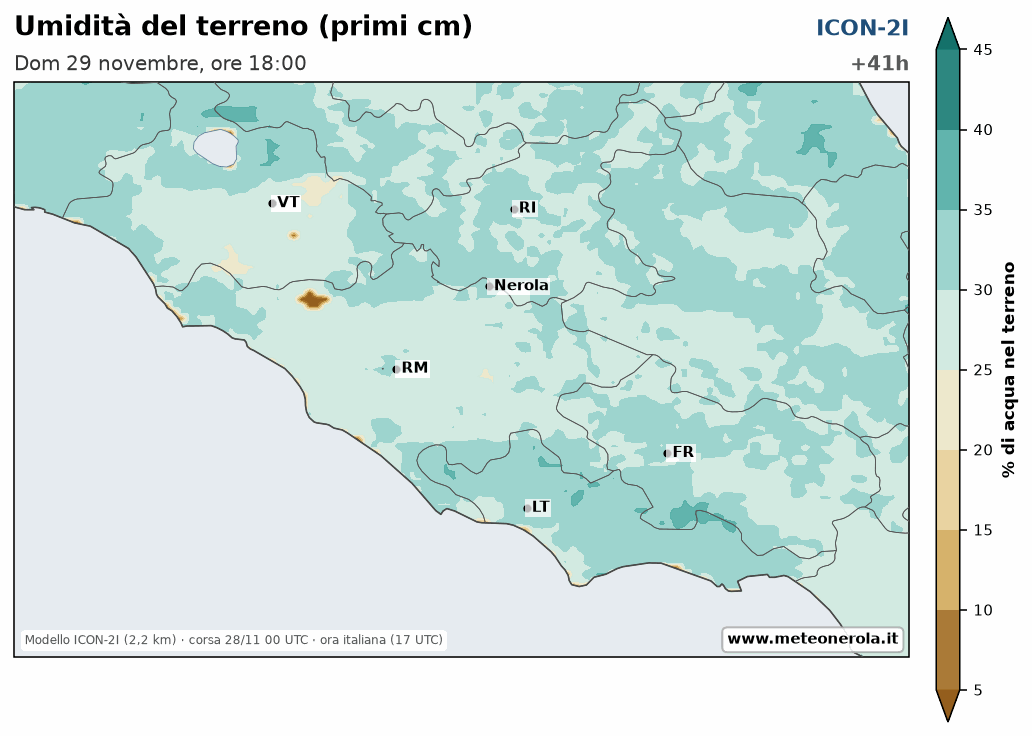 Umidità del terreno (primi cm)
ICON-2I
Dom 29 novembre, ore 18:00
+41h
45
40
35
30
25
20
15
10
5
% di acqua nel terreno
VT
RI
Nerola
RM
FR
LT
Modello ICON-2I (2,2 km) · corsa 28/11 00 UTC · ora italiana (17 UTC)
www.meteonerola.it